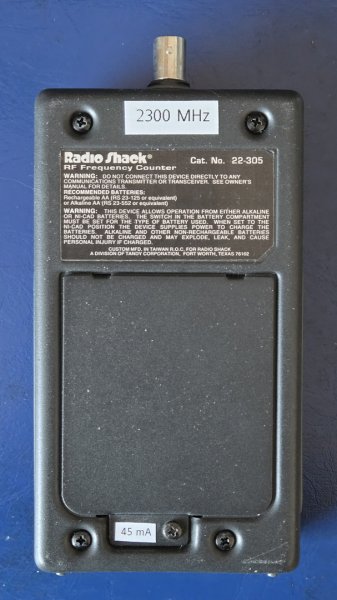 2300 MHz
Radio Shack®
RF Frequency Counter Cat. No. 22-305
WARNING: DO NOT CONNECT THIS DEVICE DIRECTLY TO ANY
COMMUNICATIONS TRANSMITTER OR TRANSCEIVER. SEE OWNER'S
MANUAL FOR DETAILS.
RECOMMENDED BATTERIES:
Rechargeable AA (RS 23-125 or equivalent)
or Alkaline AA (RS 23-552 or equivalent)
WARNING: THIS DEVICE ALLOWS OPERATION FROM EITHER ALKALINE
OR NI-CAD BATTERIES. THE SWITCH IN THE BATTERY COMPARTMENT
MUST BE SET FOR THE TYPE OF BATTERY USED. WHEN SET TO THE
NI-CAD POSITION THE DEVICE SUPPLIES POWER TO CHARGE THE
BATTERIES. ALKALINE AND OTHER NON-RECHARGEABLE BATTERIES
SHOULD NOT BE CHARGED AND MAY EXPLODE, LEAK, AND CAUSE
PERSONAL INJURY IF CHARGED.
CUSTOM MFD. IN TAIWAN R.O.C. FOR RADIO SHACK
A DIVISION OF TANDY CORPORATION, FORT WORTH, TEXAS 76102
45 mA